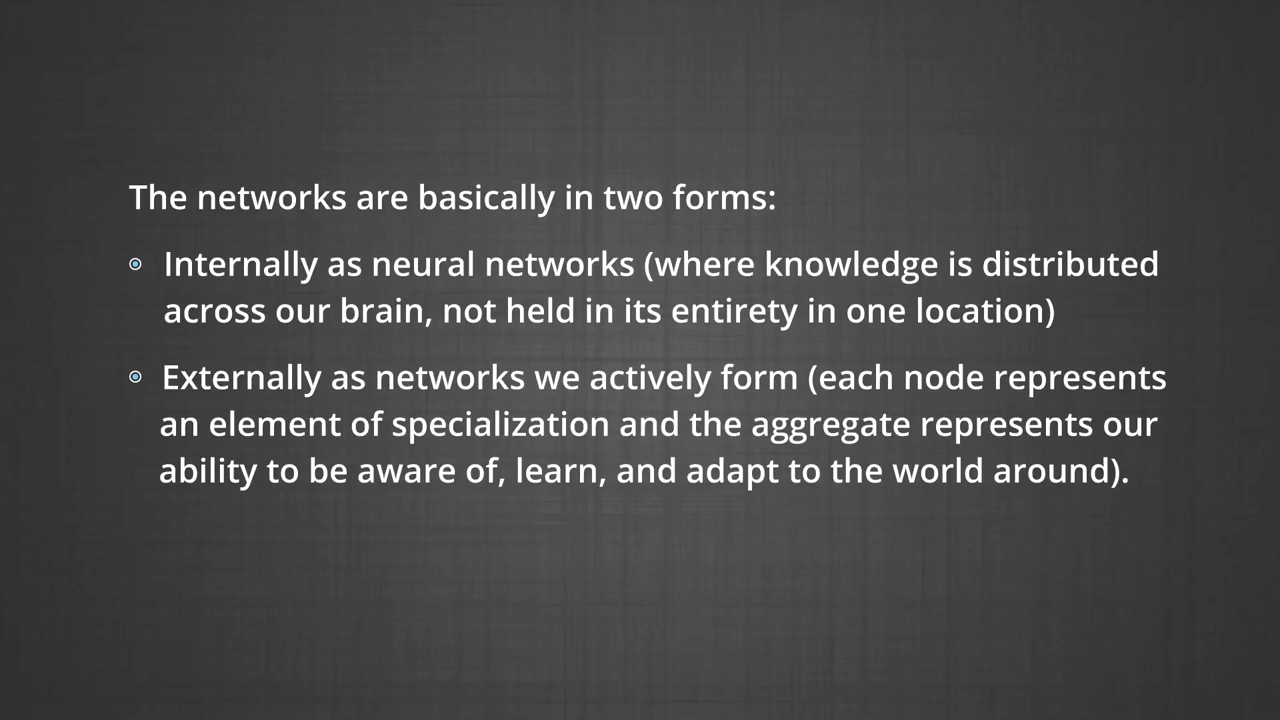 The networks are basically in two forms:
Internally as neural networks (where knowledge is distributed
across our brain, not held in its entirety in one location)
Externally as networks we actively form (each node represents
an element of specialization and the aggregate represents our
ability to be aware of, learn, and adapt to the world around).